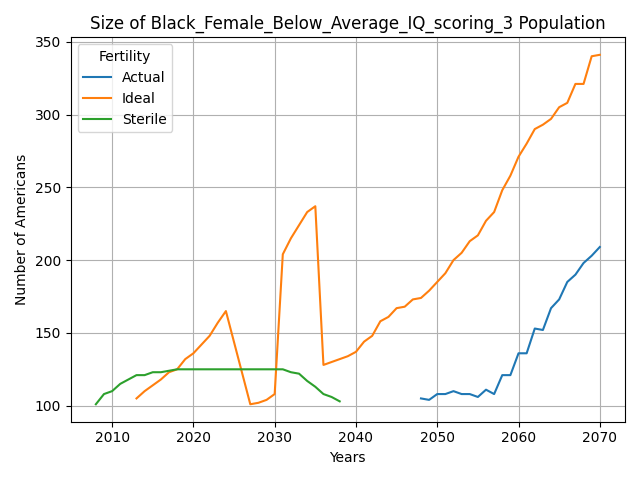 Size of Black_Female_Below_Average_IQ_scoring_3 Population
350
300
250
200
150
100
Number of Americans
Fertility
Actual
Ideal
Sterile
2010 2020 2030 2040 2050 2060 2070
Years